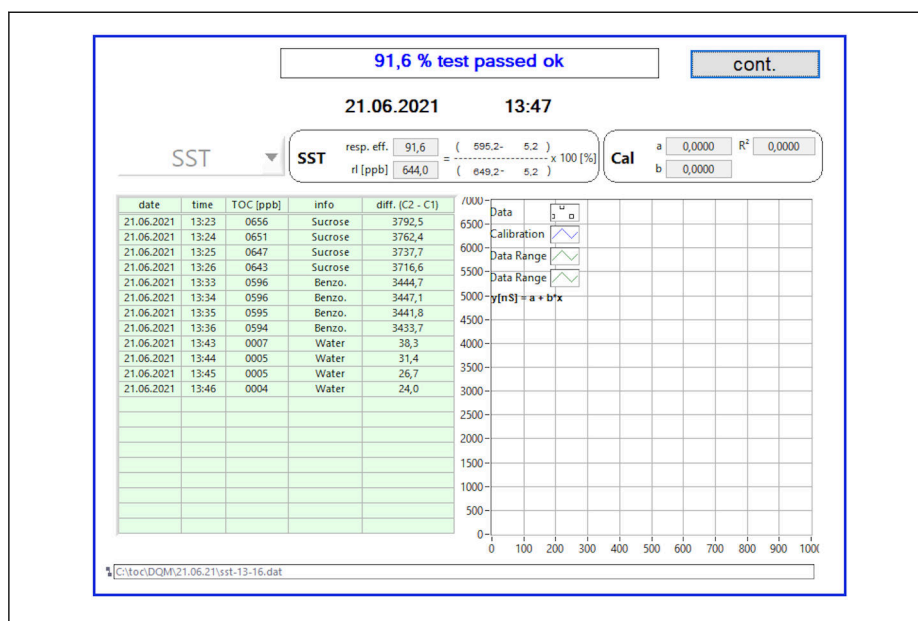 91,6 % test passed ok
cont.
21.06.2021 13:47
SST
SST
resp. eff. 91,6
rl [ppb] 644,0
= ( 595,2- 5,2 )
---------------- x 100 [%]
( 649,2- 5,2 )
Cal
a 0,0000 R² 0,0000
b 0,0000
date time TOC [ppb] info diff. (C2 - C1)
21.06.2021 13:23 0656 Sucrose 3792,5
21.06.2021 13:24 0651 Sucrose 3762,4
21.06.2021 13:25 0647 Sucrose 3737,7
21.06.2021 13:26 0643 Sucrose 3716,6
21.06.2021 13:33 0596 Benzo. 3444,7
21.06.2021 13:34 0596 Benzo. 3447,1
21.06.2021 13:35 0595 Benzo. 3441,8
21.06.2021 13:36 0594 Benzo. 3433,7
21.06.2021 13:43 0007 Water 38,3
21.06.2021 13:44 0005 Water 31,4
21.06.2021 13:45 0005 Water 26,7
21.06.2021 13:46 0004 Water 24,0
Data
Calibration
Data Range
Data Range
y[nS] = a + b*x
7000
6500
6000
5500
5000
4500
4000
3500
3000
2500
2000
1500
1000
500
0
0 100 200 300 400 500 600 700 800 900 1000
C:\toc\DQM\21.06.21\sst-13-16.dat